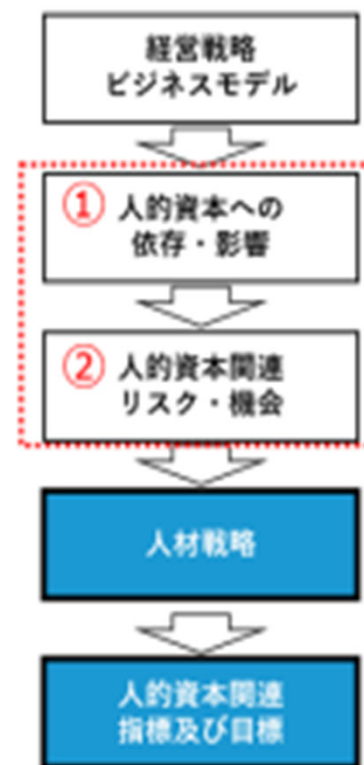 経営戦略
ビジネスモデル
① 人的資本への
依存・影響
② 人的資本関連
リスク・機会
人材戦略
人的資本関連
指標及び目標